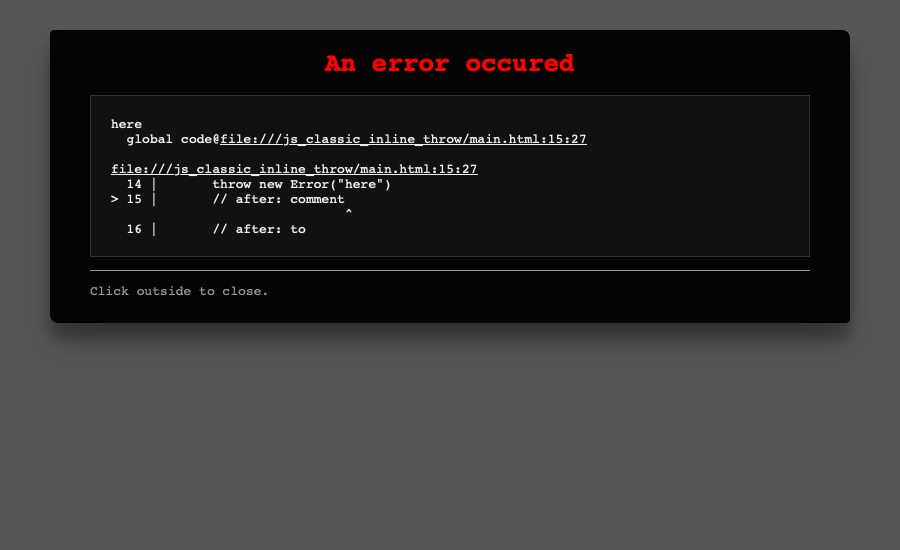 An error occured
here
  global code@file:///js_classic_inline_throw/main.html:15:27
file:///js_classic_inline_throw/main.html:15:27
  14 |       throw new Error("here")
> 15 |       // after: comment
                              ^
  16 |       // after: to
Click outside to close.